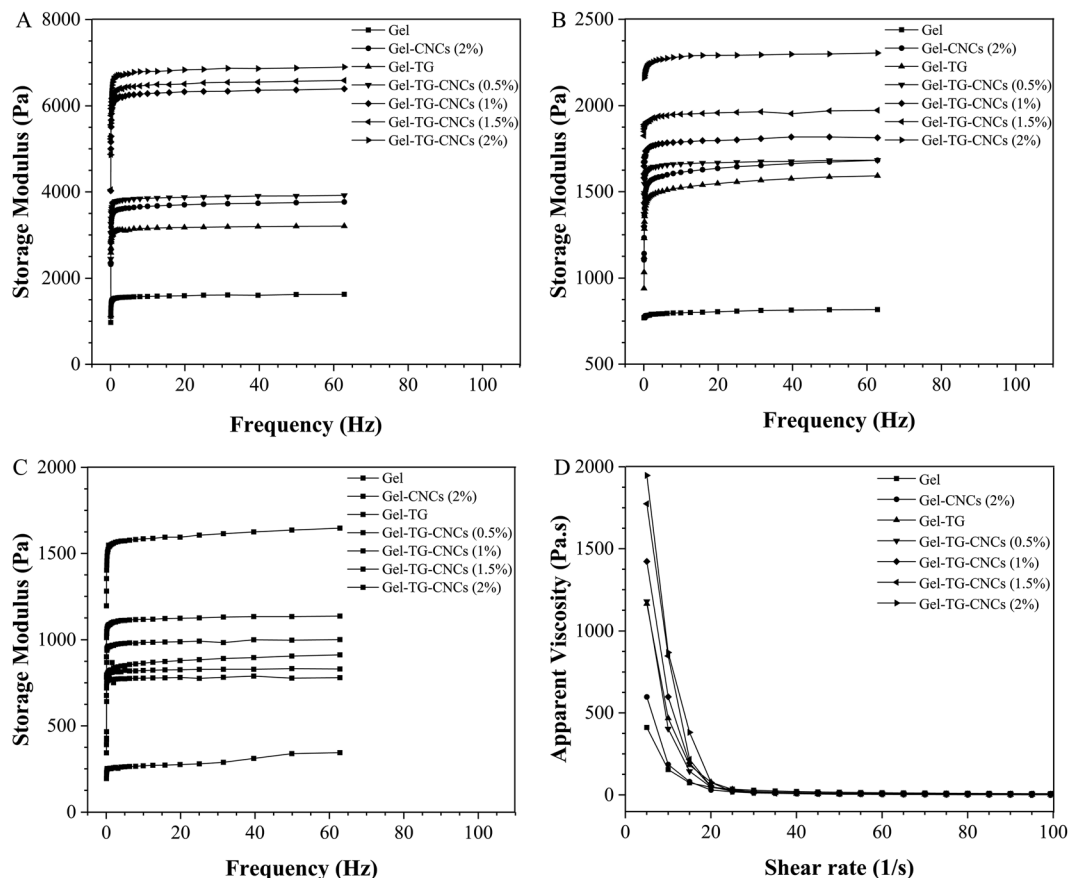 A
8000
6000
4000
2000
0
Storage Modulus (Pa)
0 20 40 60 80 100
Frequency (Hz)
Gel
Gel-CNCs (2%)
Gel-TG
Gel-TG-CNCs (0.5%)
Gel-TG-CNCs (1%)
Gel-TG-CNCs (1.5%)
Gel-TG-CNCs (2%)
B
2500
2000
1500
1000
500
Storage Modulus (Pa)
0 20 40 60 80 100
Frequency (Hz)
Gel
Gel-CNCs (2%)
Gel-TG
Gel-TG-CNCs (0.5%)
Gel-TG-CNCs (1%)
Gel-TG-CNCs (1.5%)
Gel-TG-CNCs (2%)
C
2000
1500
1000
500
0
Storage Modulus (Pa)
0 20 40 60 80 100
Frequency (Hz)
Gel
Gel-CNCs (2%)
Gel-TG
Gel-TG-CNCs (0.5%)
Gel-TG-CNCs (1%)
Gel-TG-CNCs (1.5%)
Gel-TG-CNCs (2%)
D
2000
1500
1000
500
0
Apparent Viscosity (Pa.s)
0 20 40 60 80 100
Shear rate (1/s)
Gel
Gel-CNCs (2%)
Gel-TG
Gel-TG-CNCs (0.5%)
Gel-TG-CNCs (1%)
Gel-TG-CNCs (1.5%)
Gel-TG-CNCs (2%)